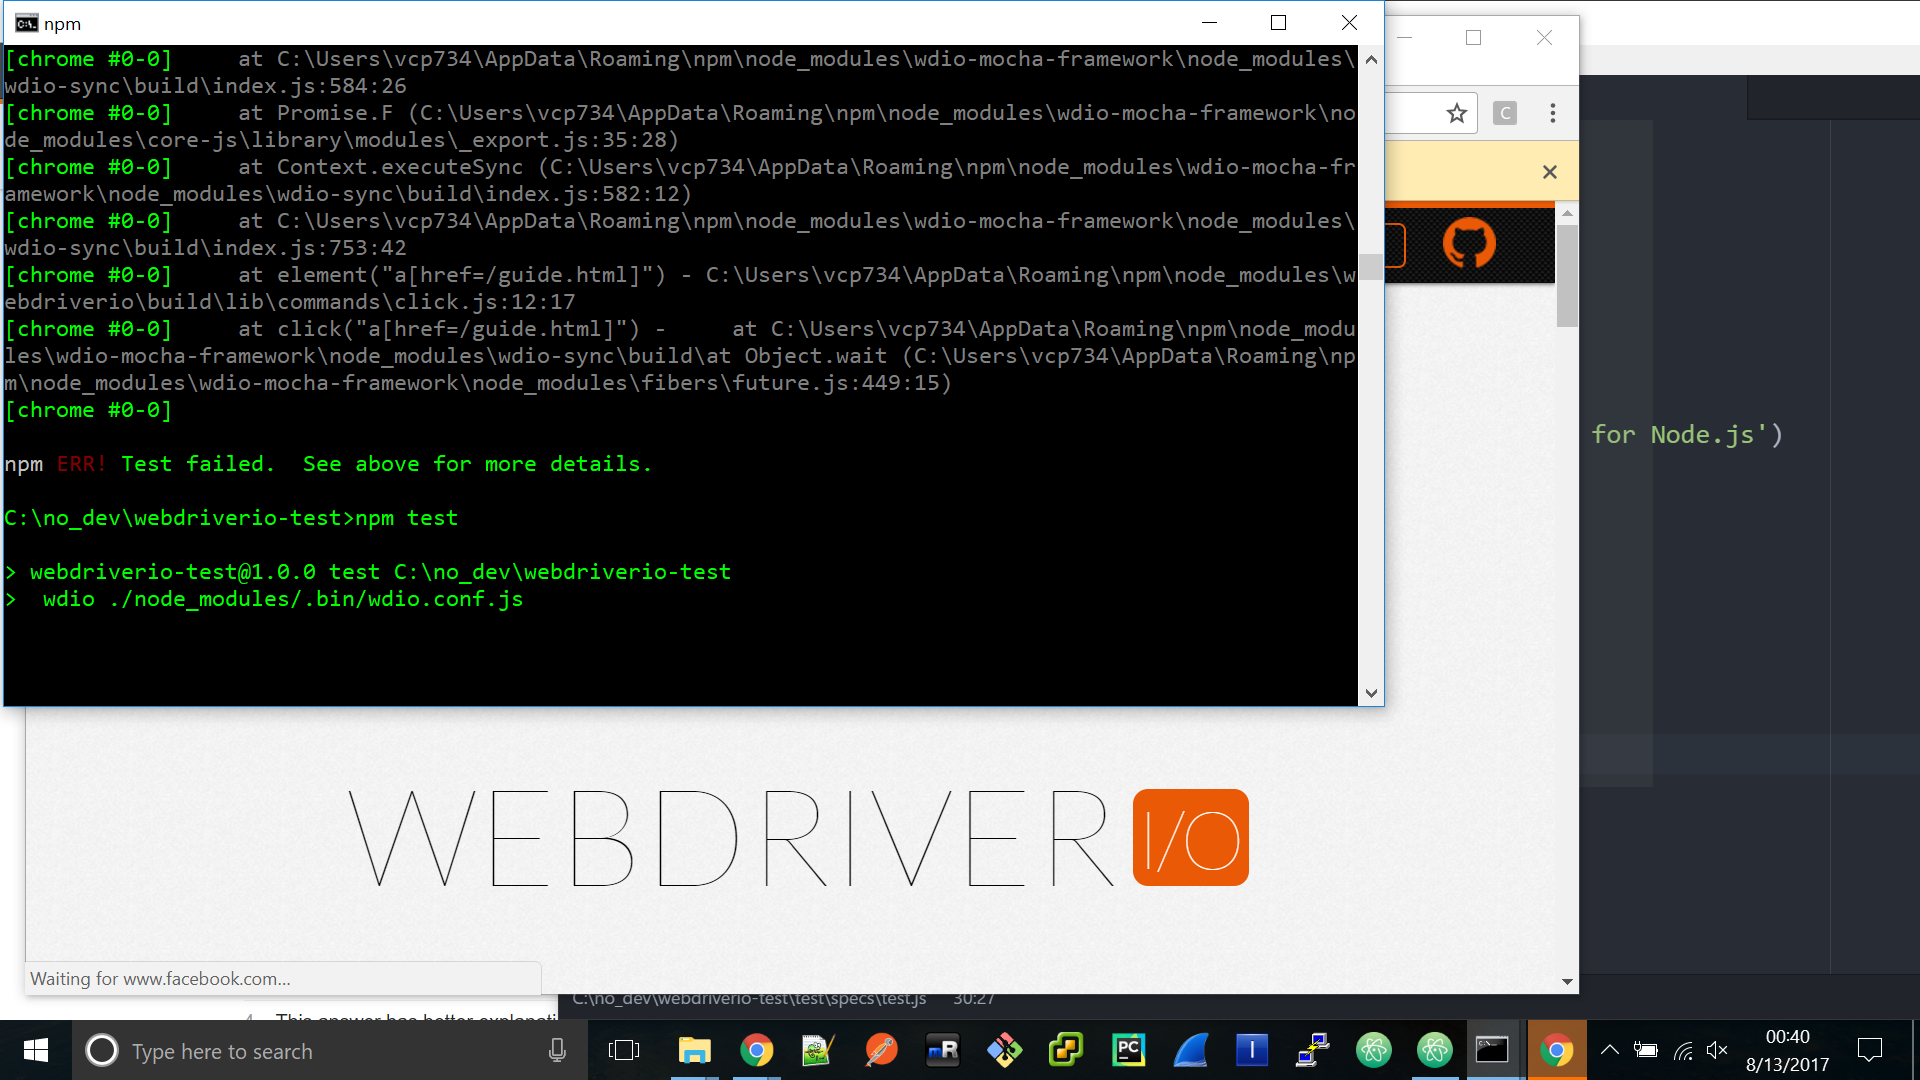 npm
[chrome #0-0]     at C:\Users\vcp734\AppData\Roaming\npm\node_modules\wdio-mocha-framework\node_modules\
wdio-sync\build\index.js:584:26
[chrome #0-0]     at Promise.F (C:\Users\vcp734\AppData\Roaming\npm\node_modules\wdio-mocha-framework\no
de_modules\core-js\library\modules\_export.js:35:28)
[chrome #0-0]     at Context.executeSync (C:\Users\vcp734\AppData\Roaming\npm\node_modules\wdio-mocha-fr
amework\node_modules\wdio-sync\build\index.js:582:12)
[chrome #0-0]     at C:\Users\vcp734\AppData\Roaming\npm\node_modules\wdio-mocha-framework\node_modules\
wdio-sync\build\index.js:753:42
[chrome #0-0]     at element("a[href=/guide.html]") - C:\Users\vcp734\AppData\Roaming\npm\node_modules\w
ebdriverio\build\lib\commands\click.js:12:17
[chrome #0-0]     at click("a[href=/guide.html]") -     at C:\Users\vcp734\AppData\Roaming\npm\node_modu
les\wdio-mocha-framework\node_modules\wdio-sync\build\at Object.wait (C:\Users\vcp734\AppData\Roaming\np
m\node_modules\wdio-mocha-framework\node_modules\fibers\future.js:449:15)
[chrome #0-0]
npm ERR! Test failed.  See above for more details.
C:\no_dev\webdriverio-test>npm test
> webdriverio-test@1.0.0 test C:\no_dev\webdriverio-test
>  wdio ./node_modules/.bin/wdio.conf.js
C
for Node.js')
WEBDRIVER I/O
Waiting for www.facebook.com...
C:\no_dev\webdriverio-test\test\specs\test.js 30:27
4 This answer has better explanati
Type here to search
mR
PC
I
00:40
8/13/2017